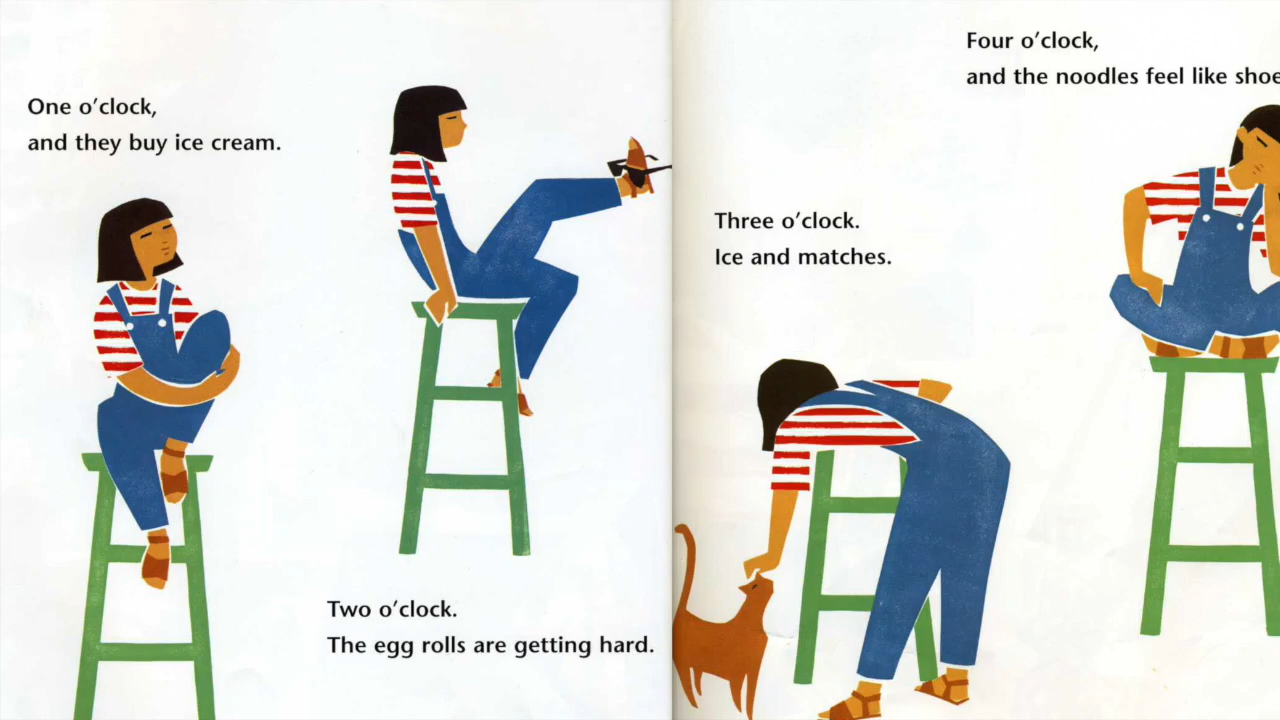 One o'clock,
and they buy ice cream.
Two o'clock.
The egg rolls are getting hard.
Three o'clock.
Ice and matches.
Four o'clock,
and the noodles feel like